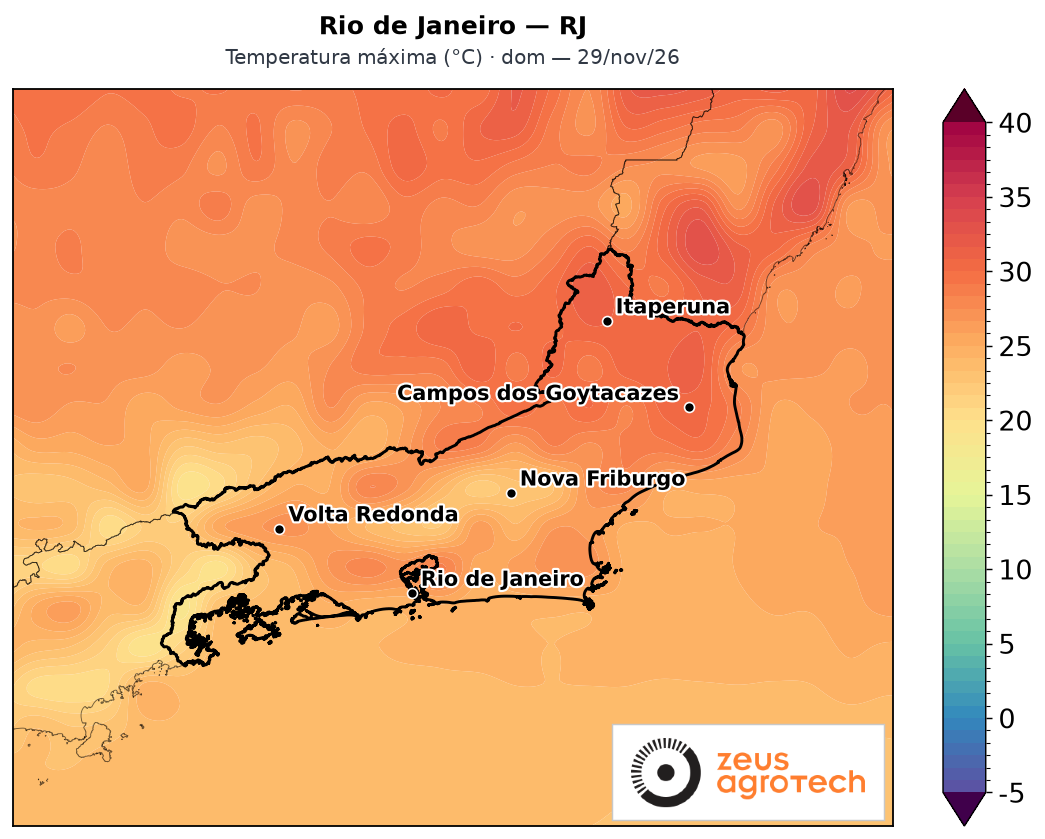 Rio de Janeiro — RJ
Temperatura máxima (°C) · dom — 29/nov/26
Itaperuna
Campos dos Goytacazes
Nova Friburgo
Volta Redonda
Rio de Janeiro
40
35
30
25
20
15
10
5
0
-5
zeus
agrotech